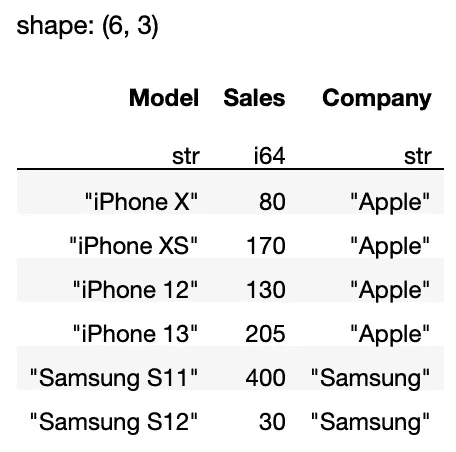 shape: (6, 3)
Model Sales Company
str i64 str
"iPhone X" 80 "Apple"
"iPhone XS" 170 "Apple"
"iPhone 12" 130 "Apple"
"iPhone 13" 205 "Apple"
"Samsung S11" 400 "Samsung"
"Samsung S12" 30 "Samsung"